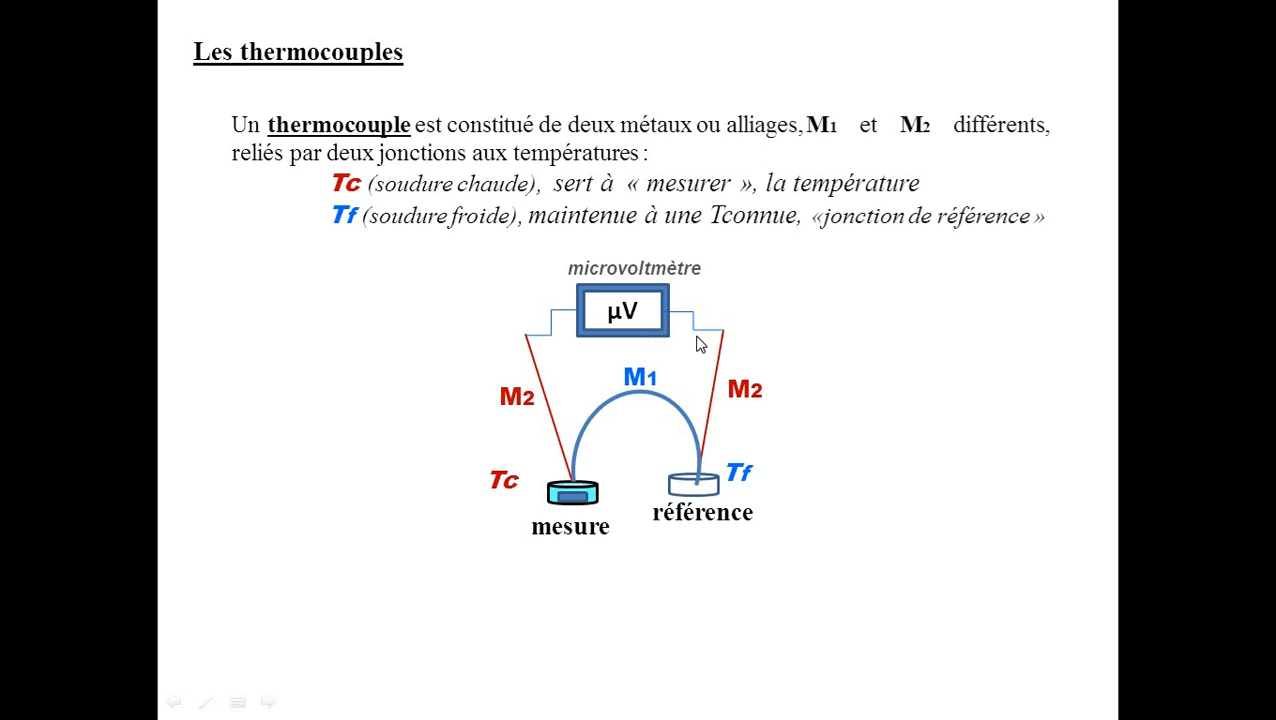 Les thermocouples
Un thermocouple est constitué de deux métaux ou alliages, M1 et M2 différents,
reliés par deux jonctions aux températures :
Tc (soudure chaude), sert à « mesurer », la température
Tf (soudure froide), maintenue à une Tconnue, «jonction de référence »
microvoltmètre
µV
M1
M2
M2
Tc
Tf
mesure
référence